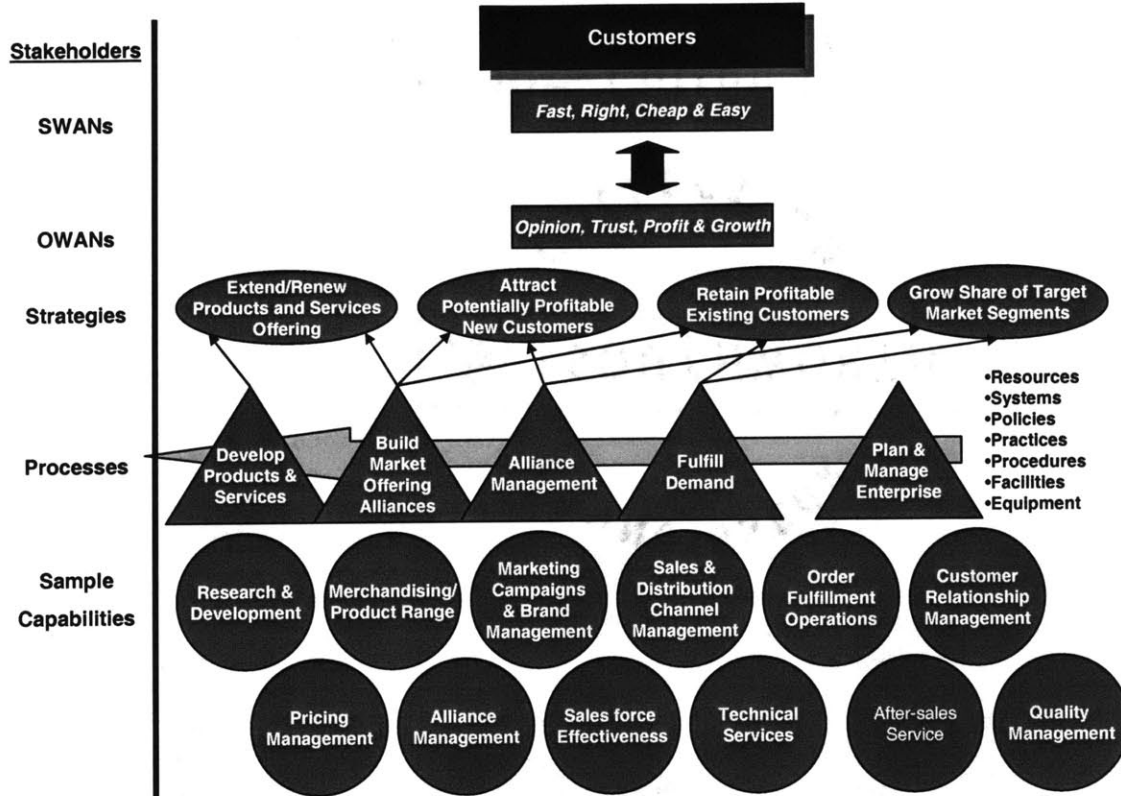 Stakeholders
Customers
SWANs
Fast, Right, Cheap & Easy
OWANs
Opinion, Trust, Profit & Growth
Strategies
Extend/Renew
Products and Services
Offering
Attract
Potentially Profitable
New Customers
Retain Profitable
Existing Customers
Grow Share of Target
Market Segments
Processes
Develop
Products &
Services
Build
Market
Offering
Alliances
Alliance
Management
Fulfill
Demand
Plan &
Manage
Enterprise
•Resources
•Systems
•Policies
•Practices
•Procedures
•Facilities
•Equipment
Sample
Capabilities
Research &
Development
Merchandising/
Product Range
Marketing
Campaigns
& Brand
Management
Sales &
Distribution
Channel
Management
Order
Fulfillment
Operations
Customer
Relationship
Management
Pricing
Management
Alliance
Management
Sales force
Effectiveness
Technical
Services
After-sales
Service
Quality
Management